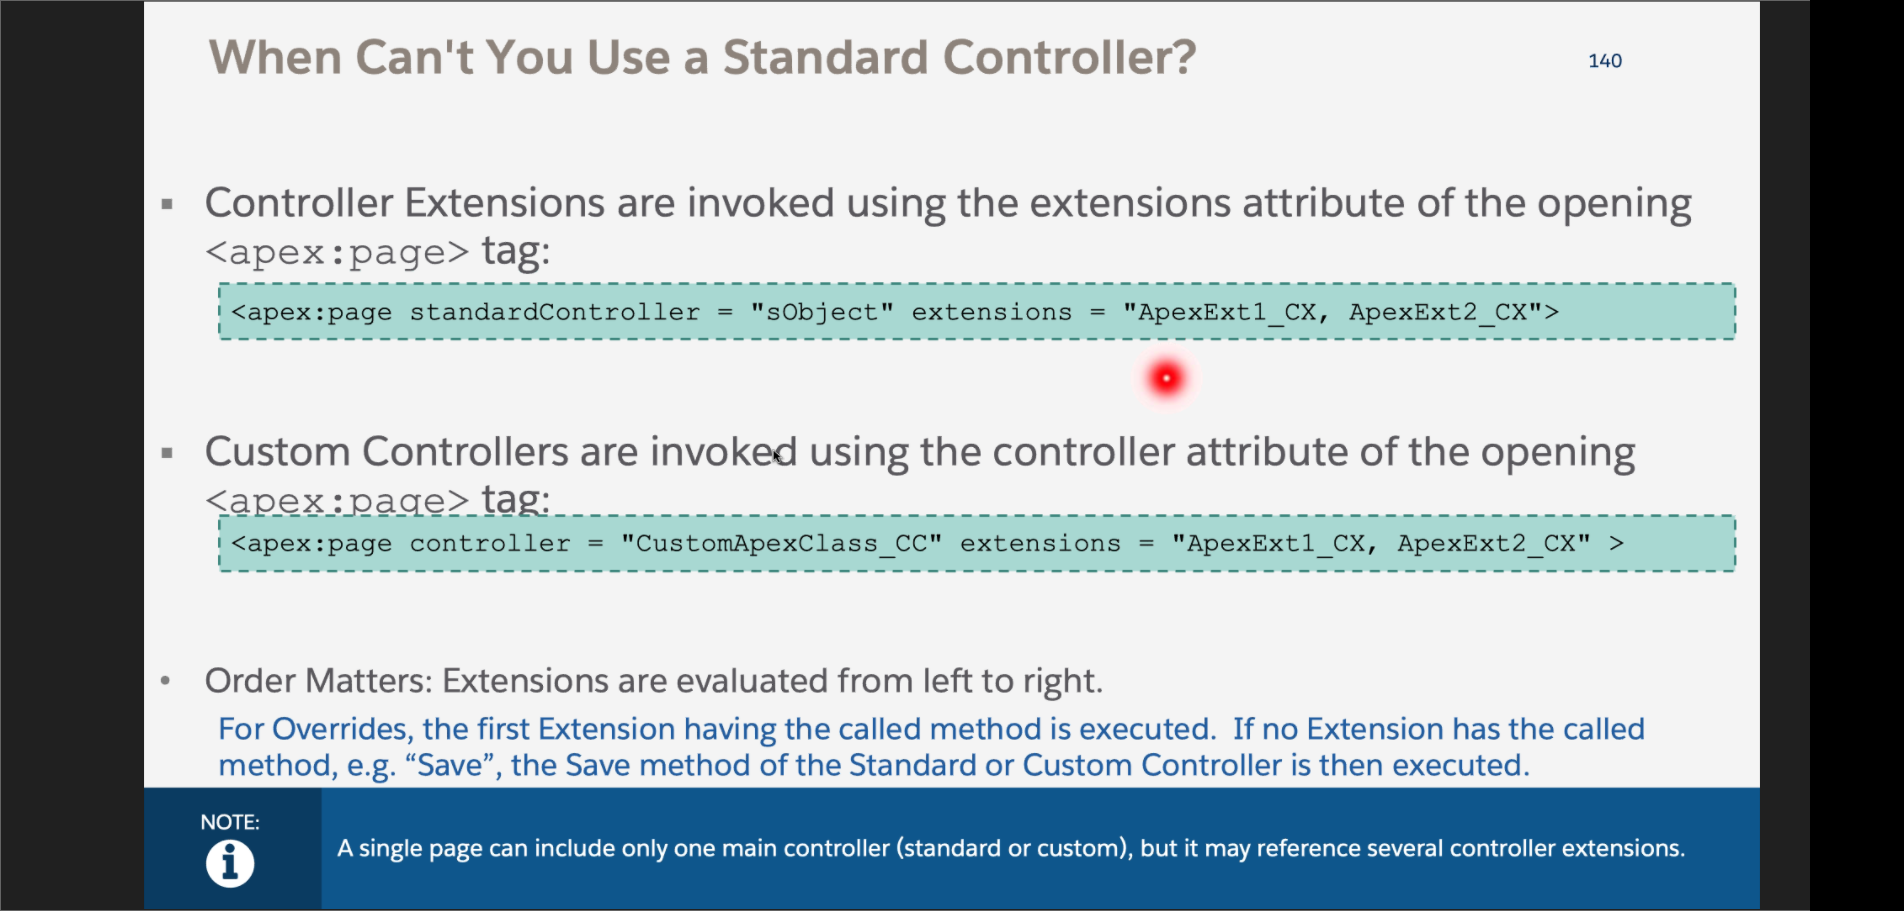 When Can't You Use a Standard Controller?
140
▪ Controller Extensions are invoked using the extensions attribute of the opening
<apex:page> tag:
<apex:page standardController = "sObject" extensions = "ApexExt1_CX, ApexExt2_CX">
▪ Custom Controllers are invoked using the controller attribute of the opening
<apex:page> tag:
<apex:page controller = "CustomApexClass_CC" extensions = "ApexExt1_CX, ApexExt2_CX" >
• Order Matters: Extensions are evaluated from left to right.
For Overrides, the first Extension having the called method is executed.  If no Extension has the called
method, e.g. “Save”, the Save method of the Standard or Custom Controller is then executed.
NOTE:
A single page can include only one main controller (standard or custom), but it may reference several controller extensions.